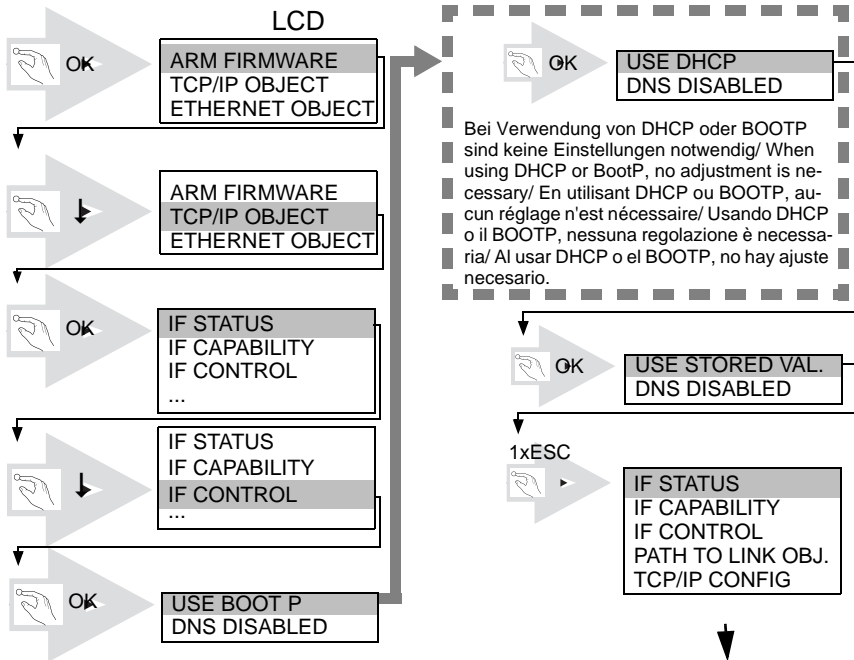 LCD
OK
ARM FIRMWARE
TCP/IP OBJECT
ETHERNET OBJECT
ARM FIRMWARE
TCP/IP OBJECT
ETHERNET OBJECT
OK
IF STATUS
IF CAPABILITY
IF CONTROL
...
IF STATUS
IF CAPABILITY
IF CONTROL
...
OK
USE BOOT P
DNS DISABLED
OK
USE DHCP
DNS DISABLED
Bei Verwendung von DHCP oder BOOTP
sind keine Einstellungen notwendig/ When
using DHCP or BootP, no adjustment is ne-
cessary/ En utilisant DHCP ou BOOTP, au-
cun réglage n'est nécessaire/ Usando DHCP
o il BOOTP, nessuna regolazione è necessa-
ria/ Al usar DHCP o el BOOTP, no hay ajuste
necesario.
OK
USE STORED VAL.
DNS DISABLED
1xESC
IF STATUS
IF CAPABILITY
IF CONTROL
PATH TO LINK OBJ.
TCP/IP CONFIG